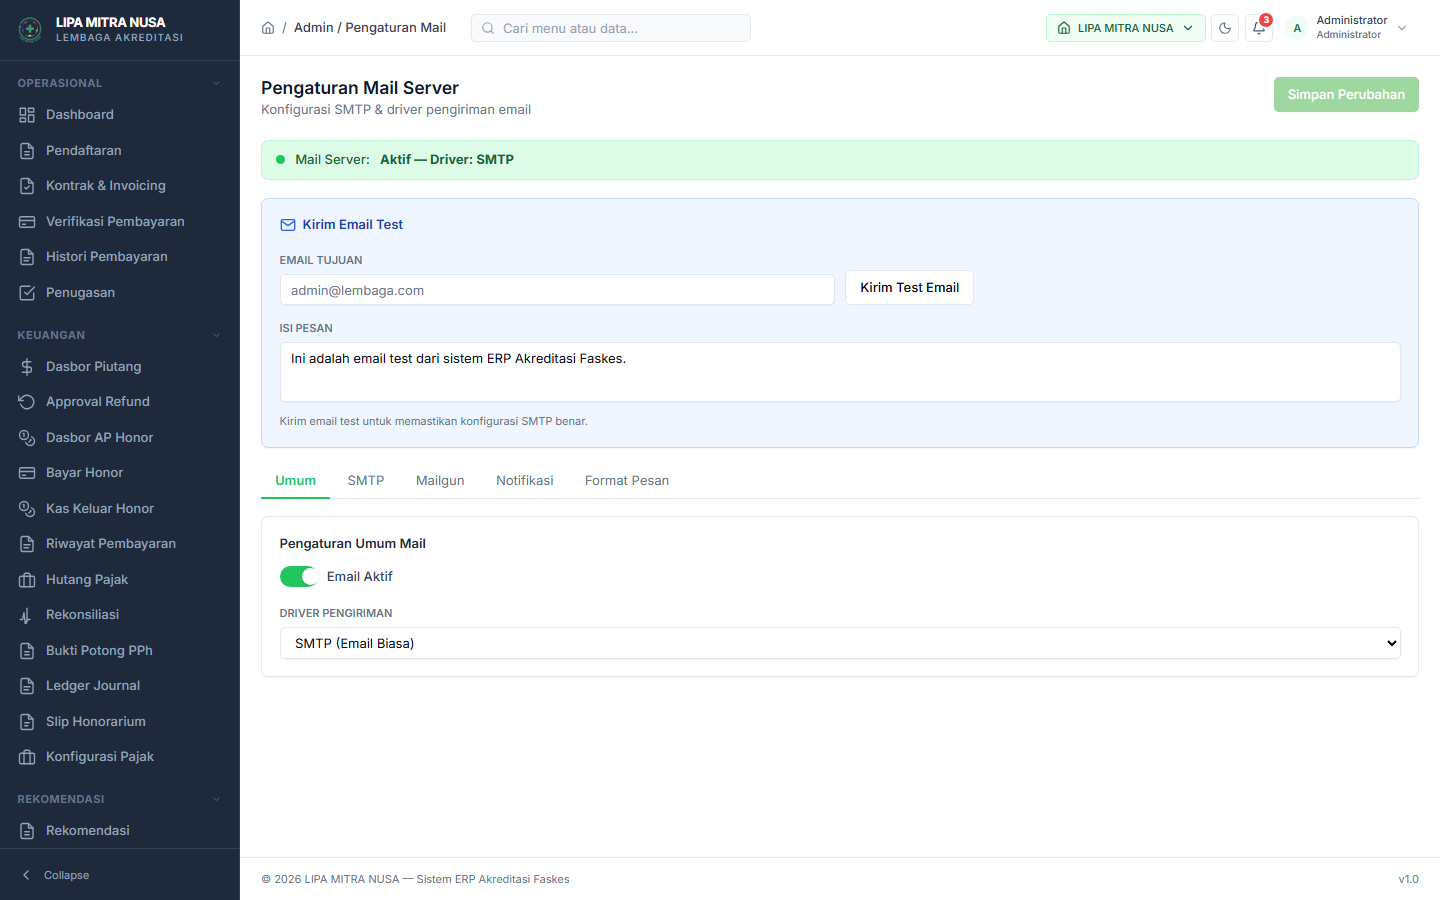 LIPA MITRA NUSA
LEMBAGA AKREDITASI
OPERASIONAL
Dashboard
Pendaftaran
Kontrak & Invoicing
Verifikasi Pembayaran
Histori Pembayaran
Penugasan
KEUANGAN
Dasbor Piutang
Approval Refund
Dasbor AP Honor
Bayar Honor
Kas Keluar Honor
Riwayat Pembayaran
Hutang Pajak
Rekonsiliasi
Bukti Potong PPh
Ledger Journal
Slip Honorarium
Konfigurasi Pajak
REKOMENDASI
Rekomendasi
Collapse
/ Admin / Pengaturan Mail
Cari menu atau data...
LIPA MITRA NUSA
3
A
Administrator
Administrator
Pengaturan Mail Server
Konfigurasi SMTP & driver pengiriman email
Simpan Perubahan
Mail Server: Aktif — Driver: SMTP
Kirim Email Test
EMAIL TUJUAN
admin@lembaga.com
Kirim Test Email
ISI PESAN
Ini adalah email test dari sistem ERP Akreditasi Faskes.
Kirim email test untuk memastikan konfigurasi SMTP benar.
Umum SMTP Mailgun Notifikasi Format Pesan
Pengaturan Umum Mail
Email Aktif
DRIVER PENGIRIMAN
SMTP (Email Biasa)
© 2026 LIPA MITRA NUSA — Sistem ERP Akreditasi Faskes
v1.0